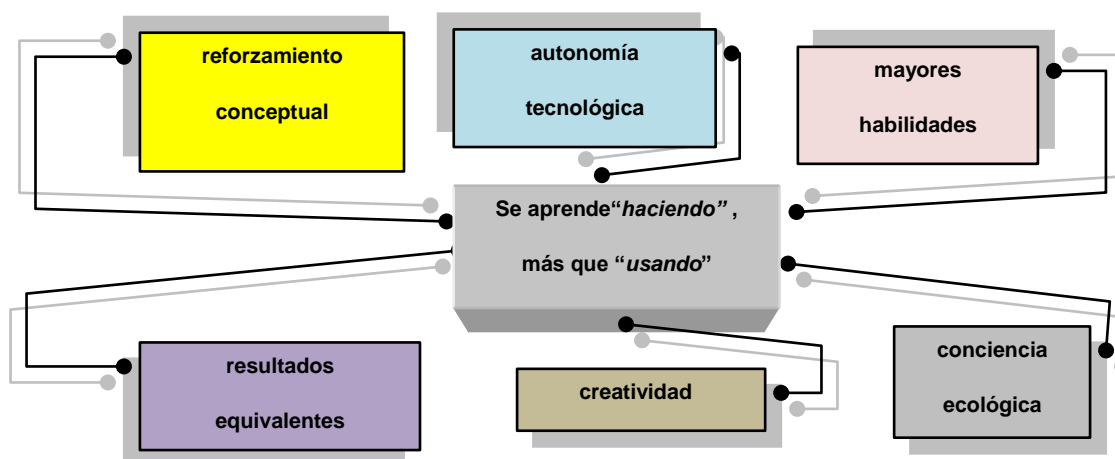 reforzamiento
conceptual
autonomía
tecnológica
mayores
habilidades
Se aprende“haciendo” ,
más que “usando”
resultados
equivalentes
creatividad
conciencia
ecológica